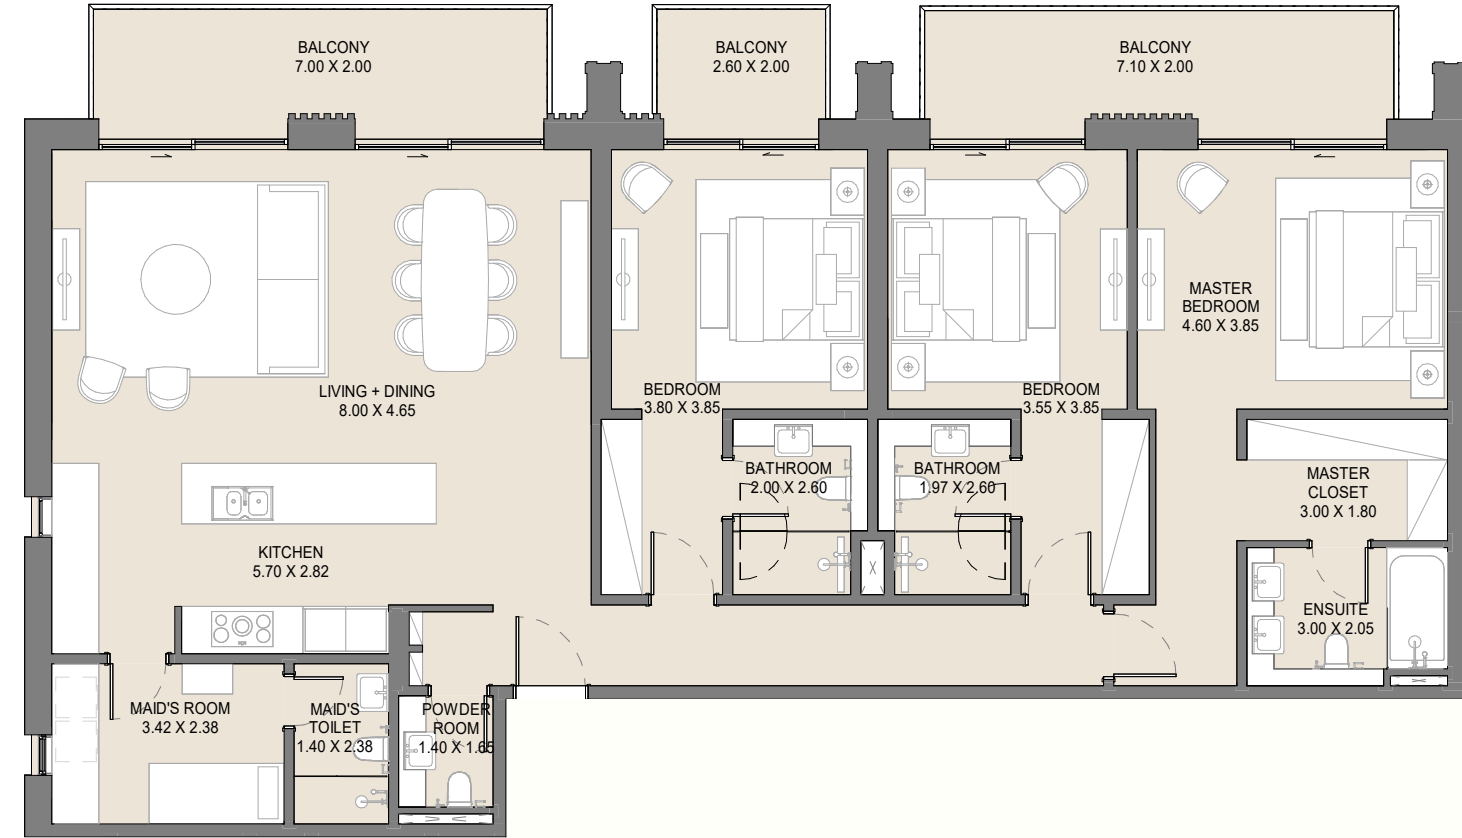 BALCONY
7.00 X 2.00
BALCONY
2.60 X 2.00
BALCONY
7.10 X 2.00
MASTER
BEDROOM
4.60 X 3.85
LIVING + DINING
8.00 X 4.65
BEDROOM
3.80 X 3.85
BEDROOM
3.55 X 3.85
BATHROOM
2.00 X 2.60
BATHROOM
1.97 X 2.60
MASTER
CLOSET
3.00 X 1.80
KITCHEN
5.70 X 2.82
ENSUITE
3.00 X 2.05
MAID'S ROOM
3.42 X 2.38
MAID'S
TOILET
1.40 X 2.38
POWDER
ROOM
1.40 X 1.65